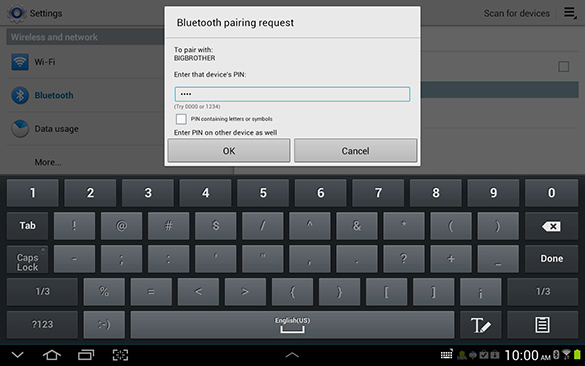 Settings
Scan for devices
Bluetooth pairing request
Wireless and network
To pair with:
BIGBROTHER
Wi-Fi
Enter that device's PIN:
Bluetooth
••••
(Try 0000 or 1234)
PIN containing letters or symbols
Data usage
Enter PIN on other device as well
OK Cancel
More...
1 2 3 4 5 6 7 8 9 0
Tab ! @ # $ / ^ & * ( )
Caps Lock - ; : ' " , . ? + _ Done
1/3 % = < > { } [ ] ¡ 1/3
?123 :-) English(US) T
10:00 AM